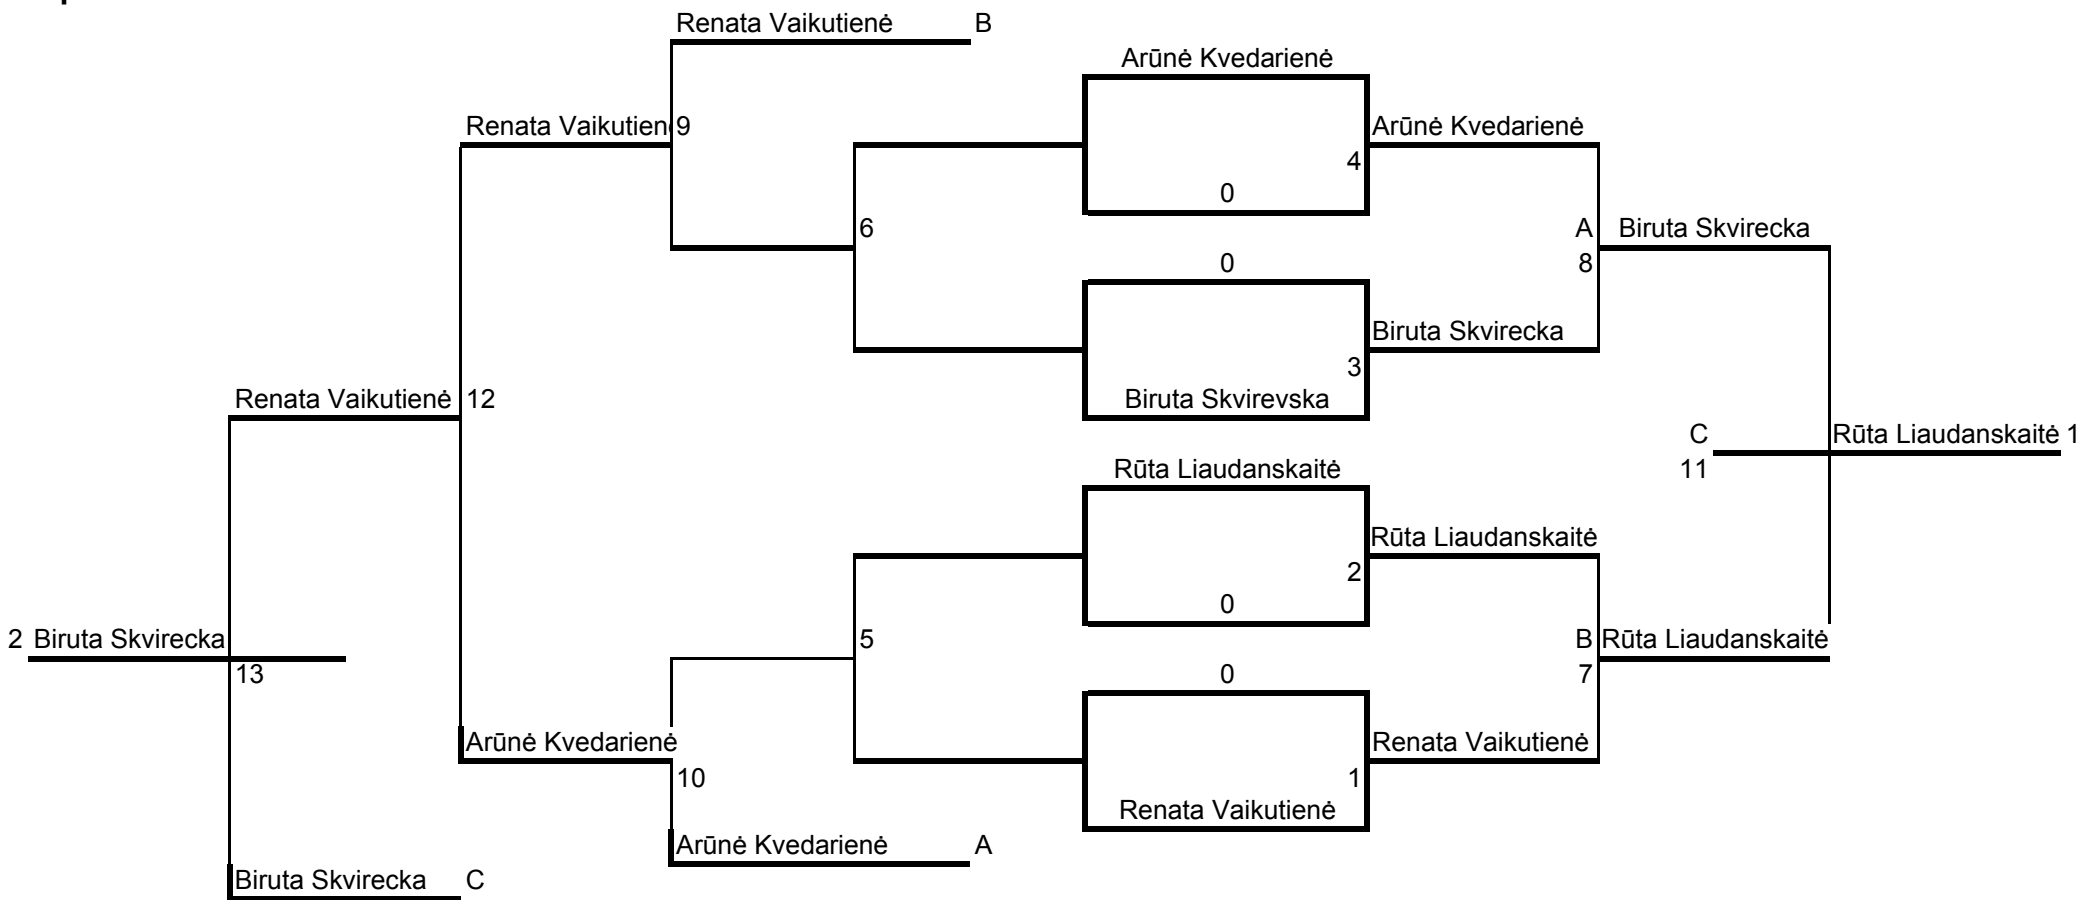 Renata Vaikutienė B
Arūnė Kvedarienė
Renata Vaikutien 9
Arūnė Kvedarienė
4
0
6
A Biruta Skvirecka
0
8
Biruta Skvirecka
3
Renata Vaikutienė 12
Biruta Skvirevska
C Rūta Liaudanskaitė 1
11
Rūta Liaudanskaitė
Rūta Liaudanskaitė
2
0
2 Biruta Skvirecka
5
B Rūta Liaudanskaitė
13
0
7
Arūnė Kvedarienė
Renata Vaikutienė
10
1
Renata Vaikutienė
Arūnė Kvedarienė A
Biruta Skvirecka C